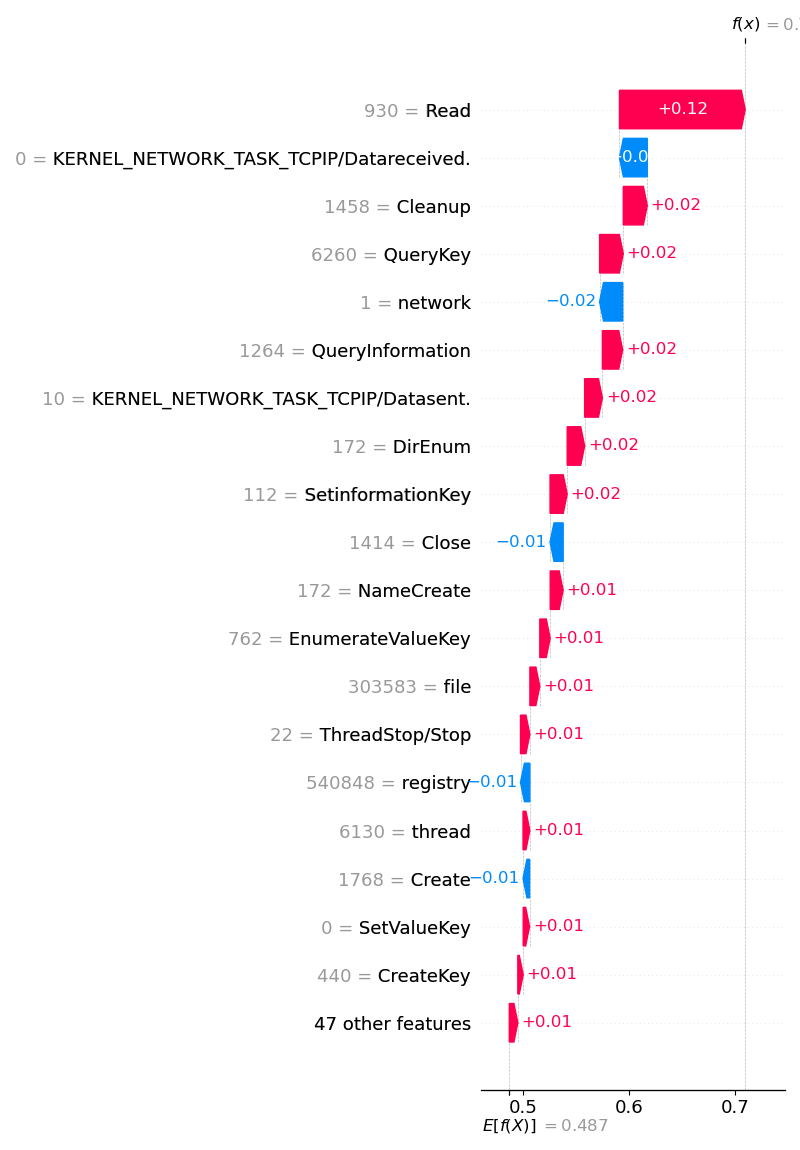 f(x) = 0.
930 = Read
+0.12
0 = KERNEL_NETWORK_TASK_TCPIP/Datareceived.
−0.0
1458 = Cleanup
+0.02
6260 = QueryKey
+0.02
1 = network
−0.02
1264 = QueryInformation
+0.02
10 = KERNEL_NETWORK_TASK_TCPIP/Datasent.
+0.02
172 = DirEnum
+0.02
112 = SetinformationKey
+0.02
1414 = Close
−0.01
172 = NameCreate
+0.01
762 = EnumerateValueKey
+0.01
303583 = file
+0.01
22 = ThreadStop/Stop
+0.01
540848 = registry
−0.01
6130 = thread
+0.01
1768 = Create
−0.01
0 = SetValueKey
+0.01
440 = CreateKey
+0.01
47 other features
+0.01
0.5 0.6 0.7
E[f(X)] = 0.487